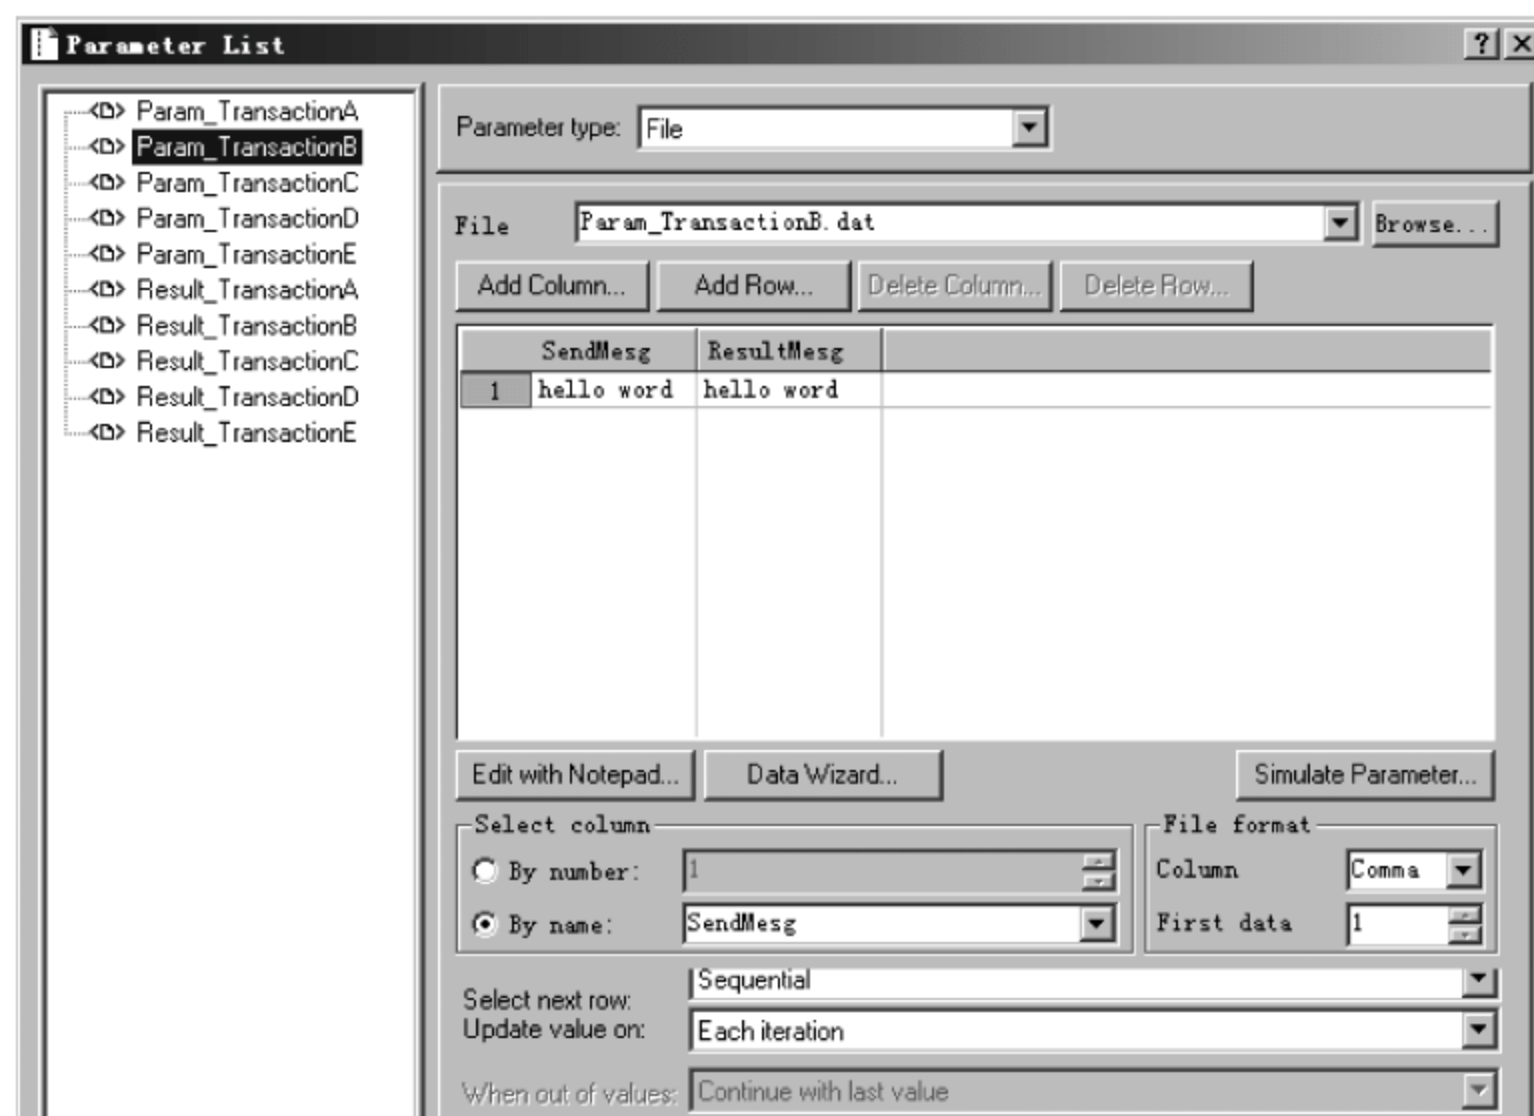 Parameter List
Param_TransactionA
Param_TransactionB
Param_TransactionC
Param_TransactionD
Param_TransactionE
Result_TransactionA
Result_TransactionB
Result_TransactionC
Result_TransactionD
Result_TransactionE
Parameter type: File
File Param_TransactionB.dat Browse...
Add Column... Add Row... Delete Column... Delete Row...
SendMesg ResultMesg
1 hello word hello word
Edit with Notepad... Data Wizard... Simulate Parameter...
Select column
By number: 1
By name: SendMesg
File format
Column Comma
First data 1
Select next row: Sequential
Update value on: Each iteration
When out of values: Continue with last value